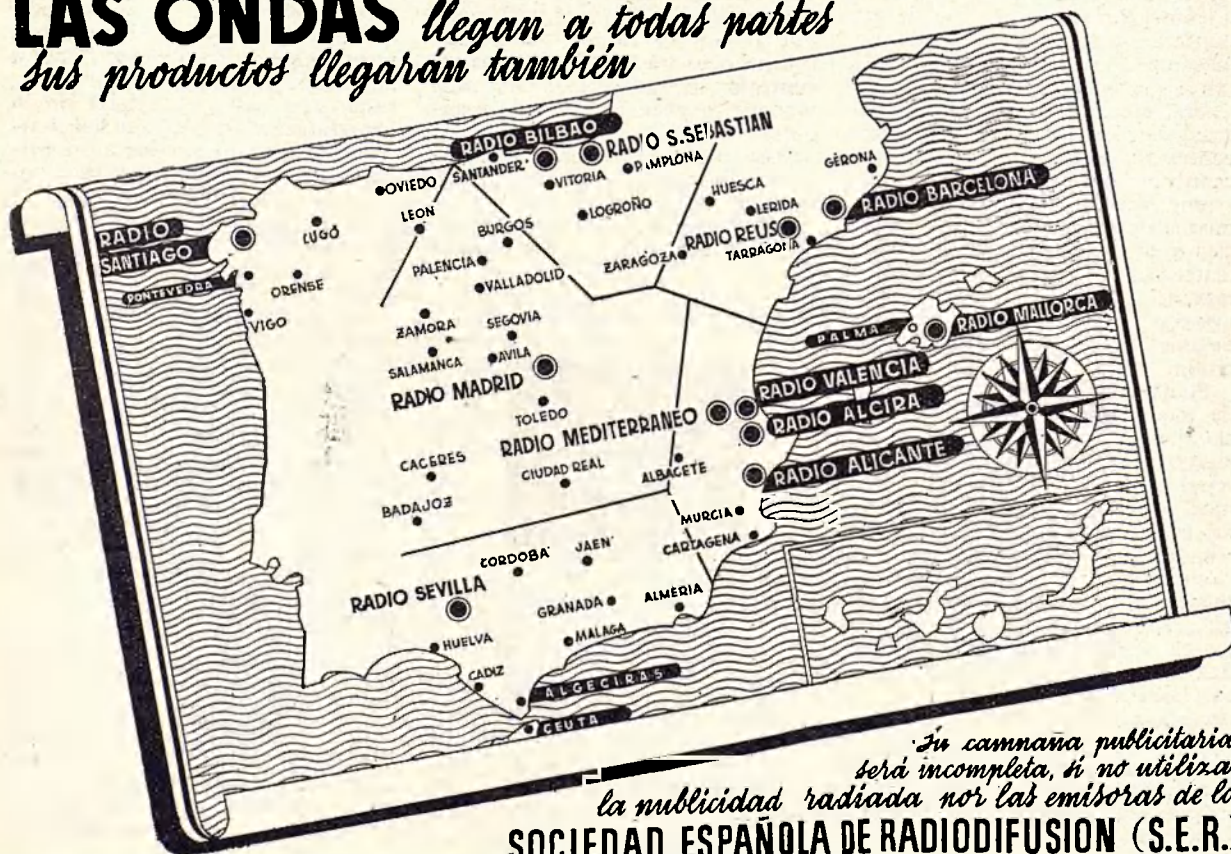 LAS ONDAS llegan a todas partes
sus productos llegarán también
RADIO BILBAO
RADIO S.SEBASTIAN
SANTANDER
PAMPLONA
OVIEDO
VITORIA
GERONA
HUESCA
LEON
LOGROÑO
LERIDA
RADIO BARCELONA
LUGO
BURGOS
RADIO REUS
RADIO
SANTIAGO
PALENCIA
ZARAGOZA
TARRAGONA
PONTEVEDRA
ORENSE
VALLADOLID
VIGO
ZAMORA
SEGOVIA
PALMA
RADIO MALLORCA
SALAMANCA
AVILA
RADIO MADRID
RADIO VALENCIA
TOLEDO
RADIO MEDITERRANEO
RADIO ALCIRA
CACERES
CIUDAD REAL
ALBACETE
RADIO ALICANTE
BADAJOZ
MURCIA
CARTAGENA
CORDOBA
JAEN
RADIO SEVILLA
GRANADA
ALMERIA
HUELVA
MALAGA
CADIZ
ALGECIRAS
CEUTA
Su campaña publicitaria
será incompleta, si no utiliza
la publicidad radiada por las emisoras de la
SOCIEDAD ESPAÑOLA DE RADIODIFUSION (S.E.R.)